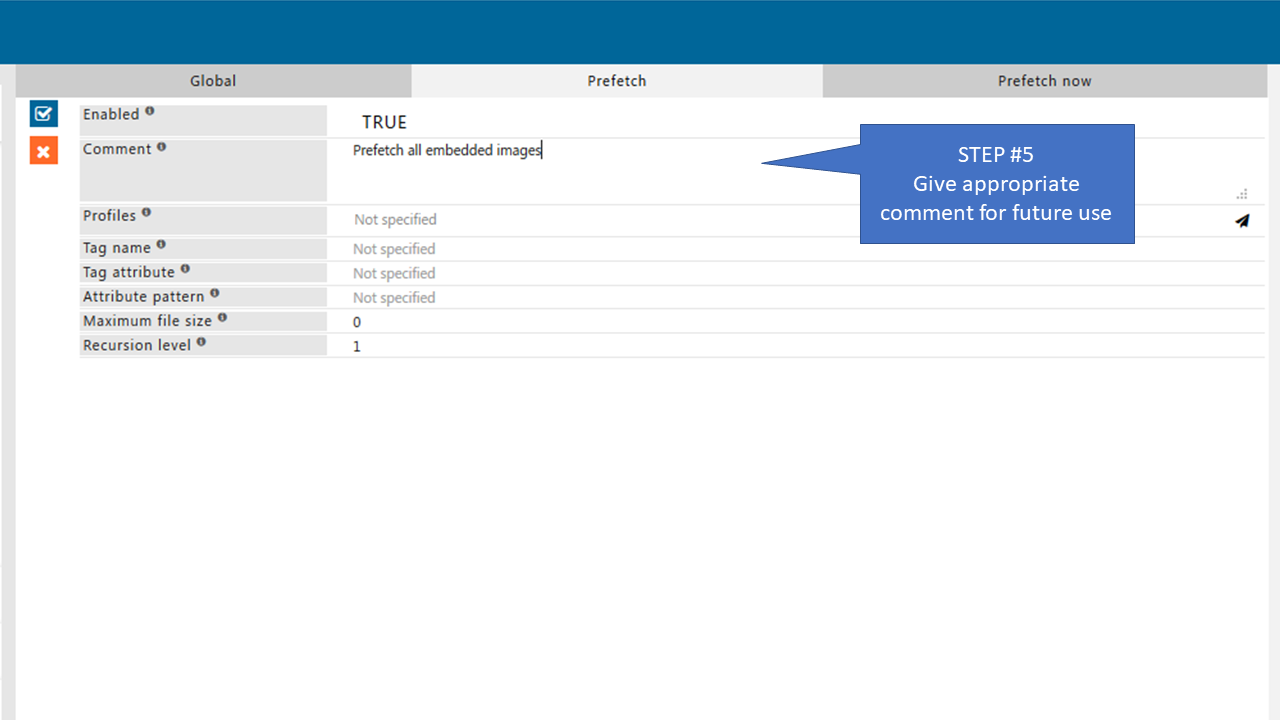 Global
Prefetch
Prefetch now
Enabled
TRUE
Comment
Prefetch all embedded images
STEP #5
Give appropriate
comment for future use
Profiles
Not specified
Tag name
Not specified
Tag attribute
Not specified
Attribute pattern
Not specified
Maximum file size
0
Recursion level
1